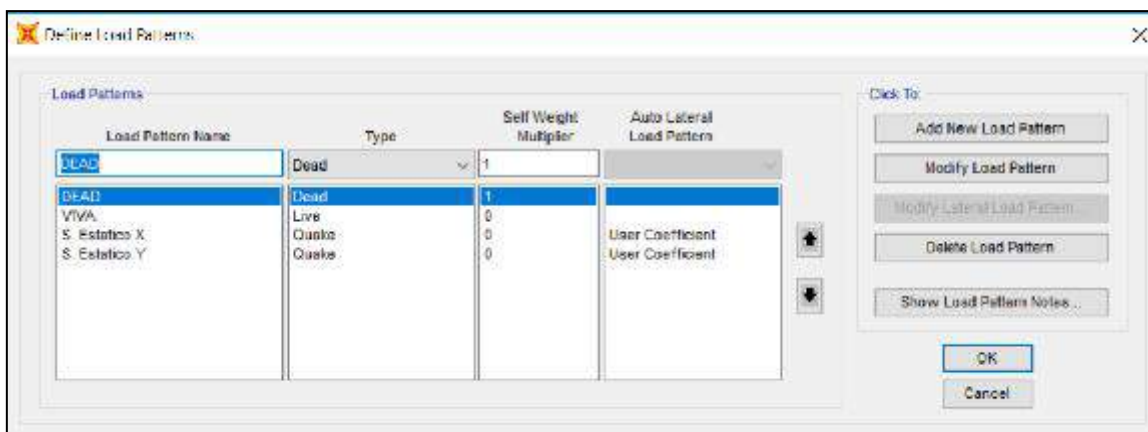 Define Load Patterns
Load Patterns
Click To:
Load Pattern Name Type Self Weight Multiplier Auto Lateral Load Pattern
DEAD Dead 1
DEAD Dead 1
VIVA Live 0
S. Estatico X Quake 0 User Coefficient
S. Estatico Y Quake 0 User Coefficient
Add New Load Pattern
Modify Load Pattern
Modify Lateral Load Pattern...
Delete Load Pattern
Show Load Pattern Notes...
OK
Cancel